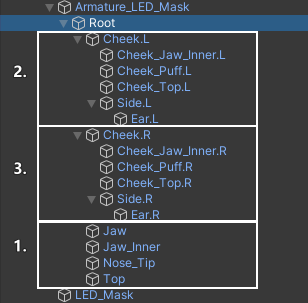 Armature_LED_Mask
Root
2.
Cheek.L
Cheek_Jaw_Inner.L
Cheek_Puff.L
Cheek_Top.L
Side.L
Ear.L
3.
Cheek.R
Cheek_Jaw_Inner.R
Cheek_Puff.R
Cheek_Top.R
Side.R
Ear.R
1.
Jaw
Jaw_Inner
Nose_Tip
Top
LED_Mask